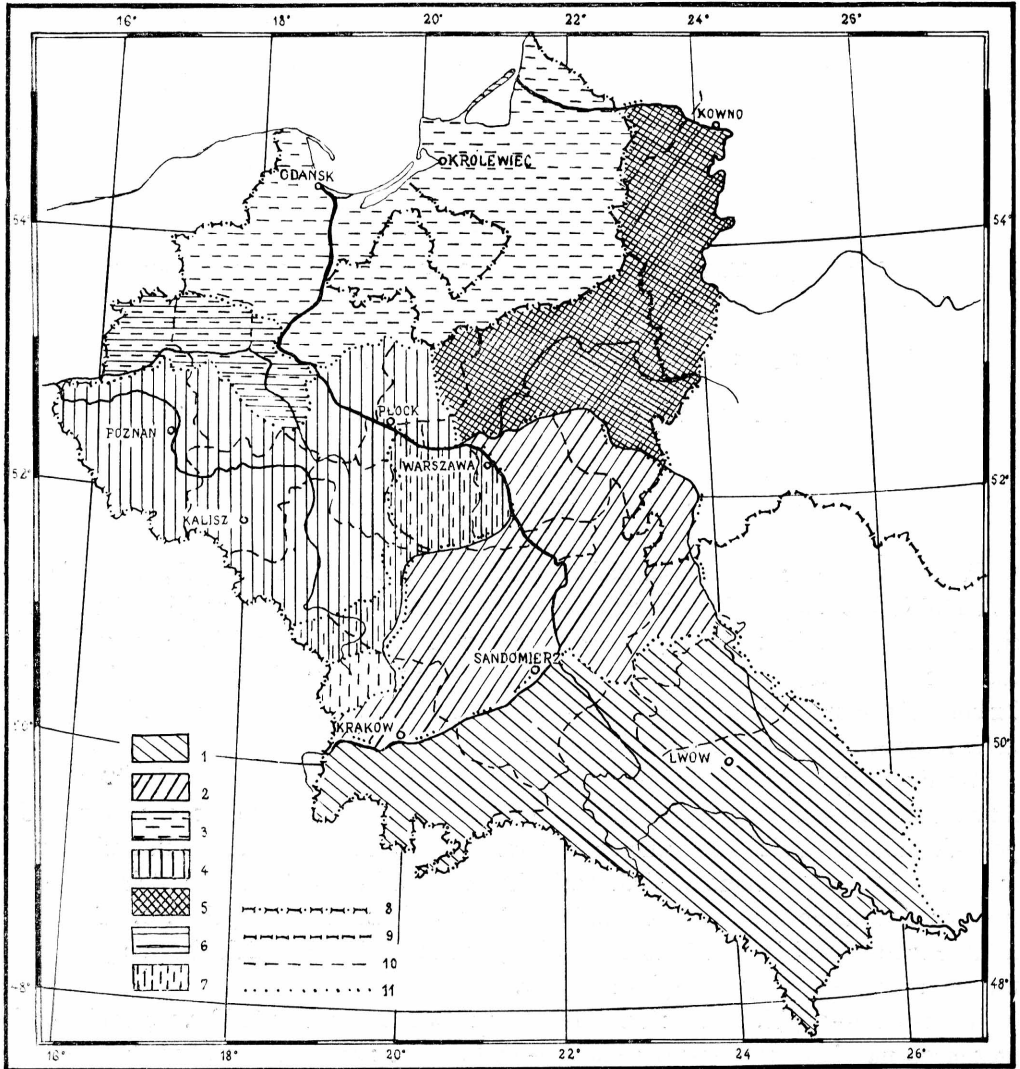 16° 18° 20° 22° 24° 26°
KOWNO
KRÓLEWIEC
GDAŃSK
54° 54°
PŁOCK
POZNAŃ
WARSZAWA
52° 52°
KALISZ
SANDOMIERZ
KRAKÓW
50° 50°
LWÓW
1
2
3
4
5
6
7
8
9
10
11
48° 48°
16° 18° 20° 22° 24° 26°